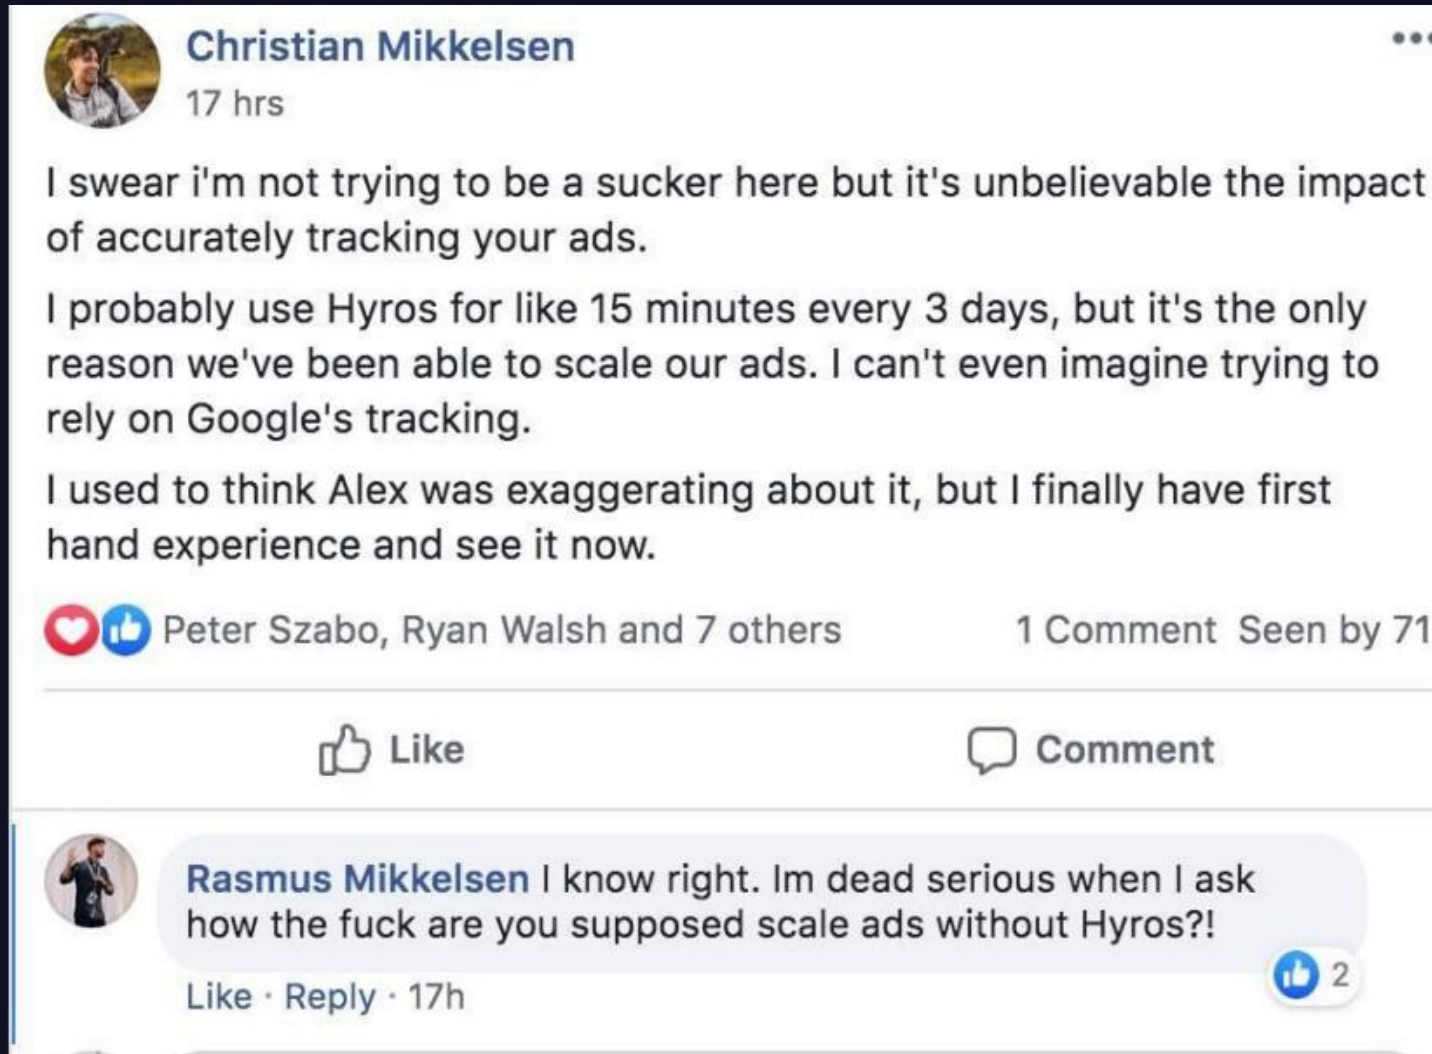 Christian Mikkelsen
17 hrs
I swear i'm not trying to be a sucker here but it's unbelievable the impact
of accurately tracking your ads.
I probably use Hyros for like 15 minutes every 3 days, but it's the only
reason we've been able to scale our ads. I can't even imagine trying to
rely on Google's tracking.
I used to think Alex was exaggerating about it, but I finally have first
hand experience and see it now.
Peter Szabo, Ryan Walsh and 7 others 1 Comment Seen by 71
Like Comment
Rasmus Mikkelsen I know right. Im dead serious when I ask
how the fuck are you supposed scale ads without Hyros?!
2
Like · Reply · 17h